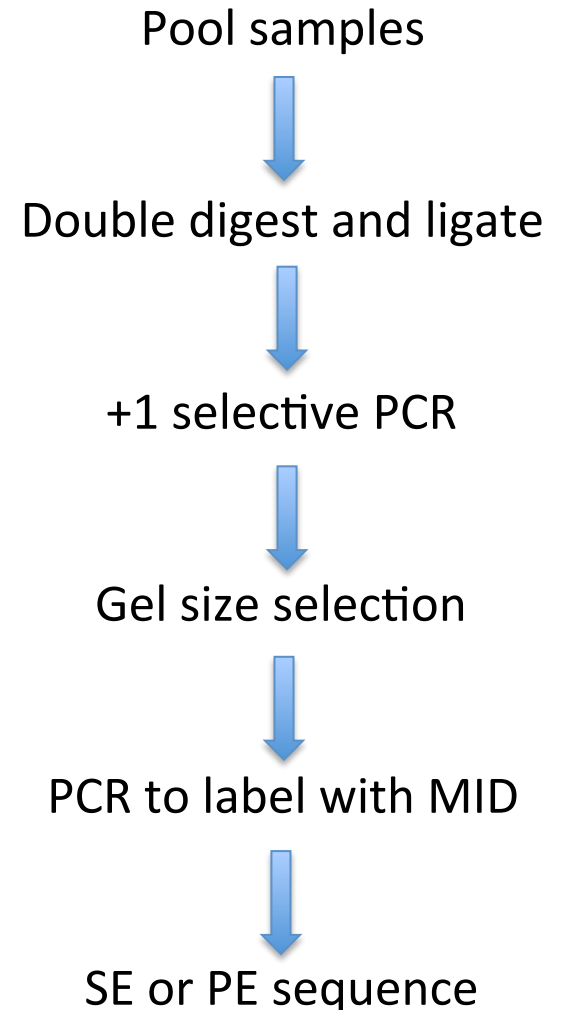 Pool samples
Double digest and ligate
+1 selective PCR
Gel size selection
PCR to label with MID
SE or PE sequence